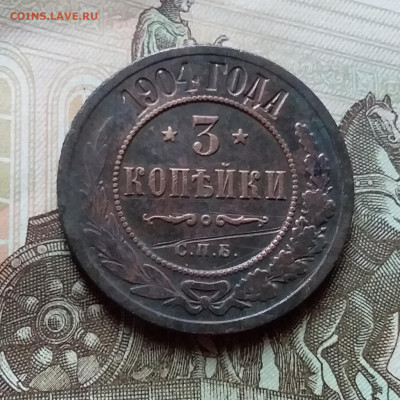 COINS.LAVE.RU
1904 ГОДА
3
КОПѢЙКИ
С.П.Б.